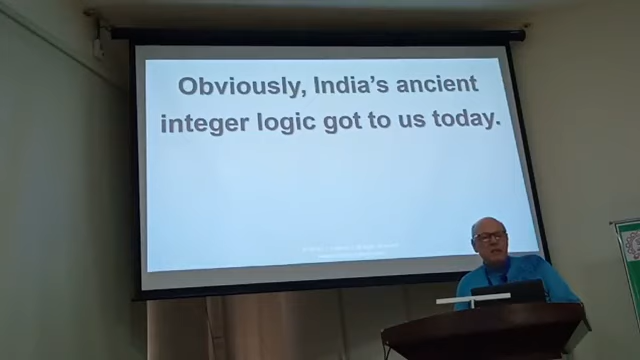 Obviously, India's ancient
integer logic got to us today.